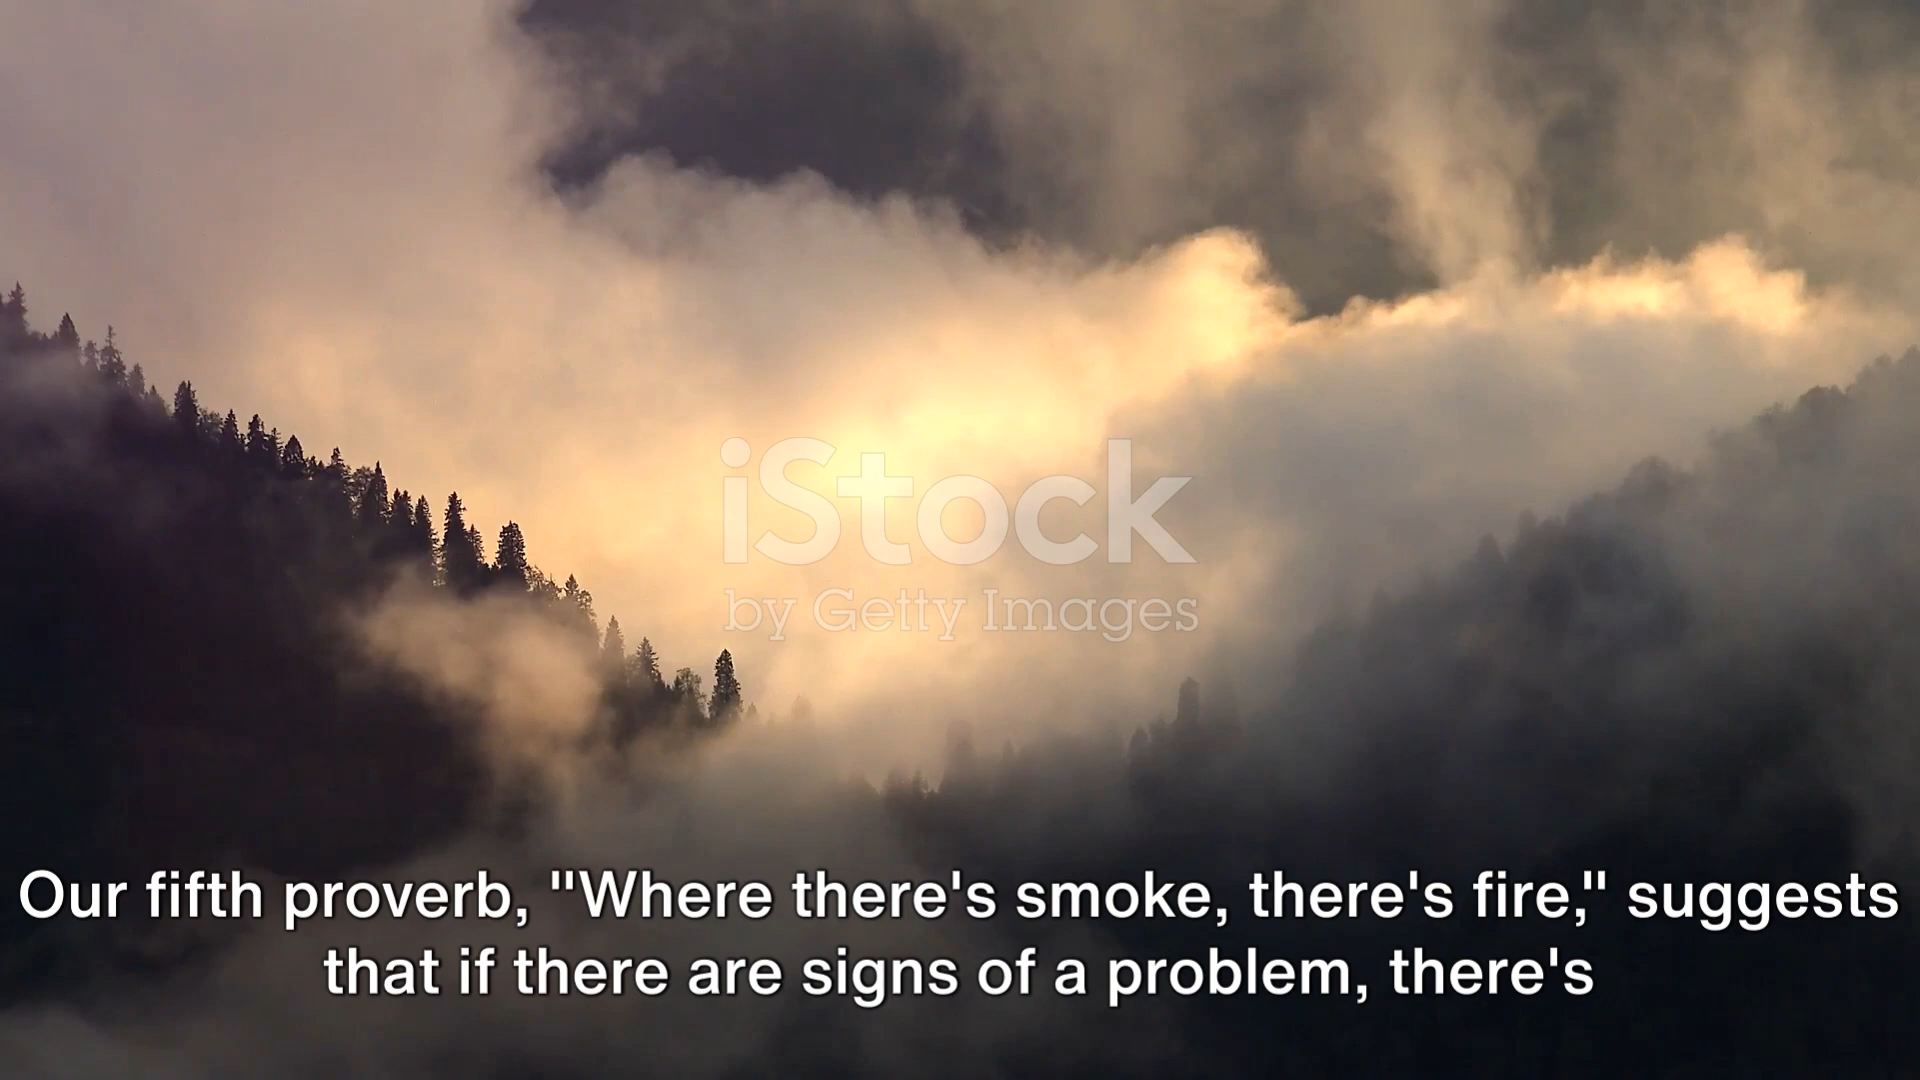 iStock
by Getty Images
Our fifth proverb, "Where there's smoke, there's fire," suggests
that if there are signs of a problem, there's